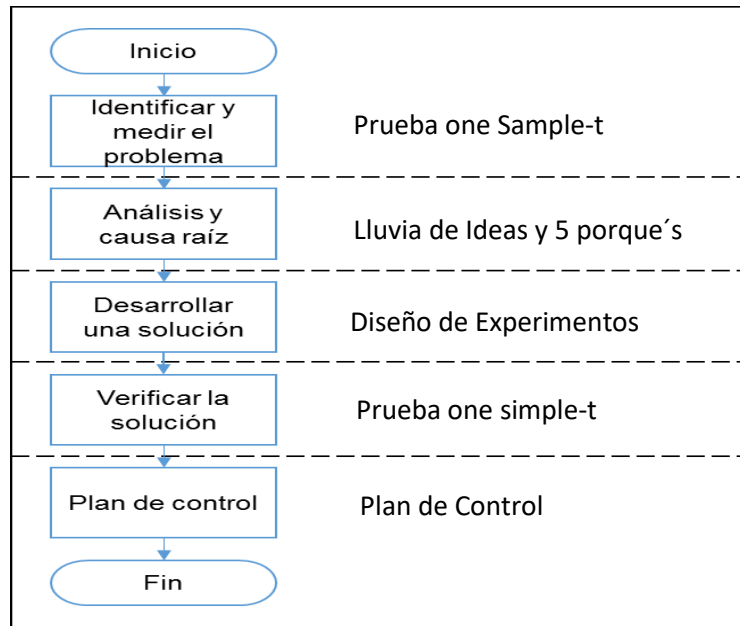 Inicio
Identificar y
medir el
problema
Prueba one Sample-t
Análisis y
causa raíz
Lluvia de Ideas y 5 porque´s
Desarrollar
una solución
Diseño de Experimentos
Verificar la
solución
Prueba one simple-t
Plan de control
Plan de Control
Fin